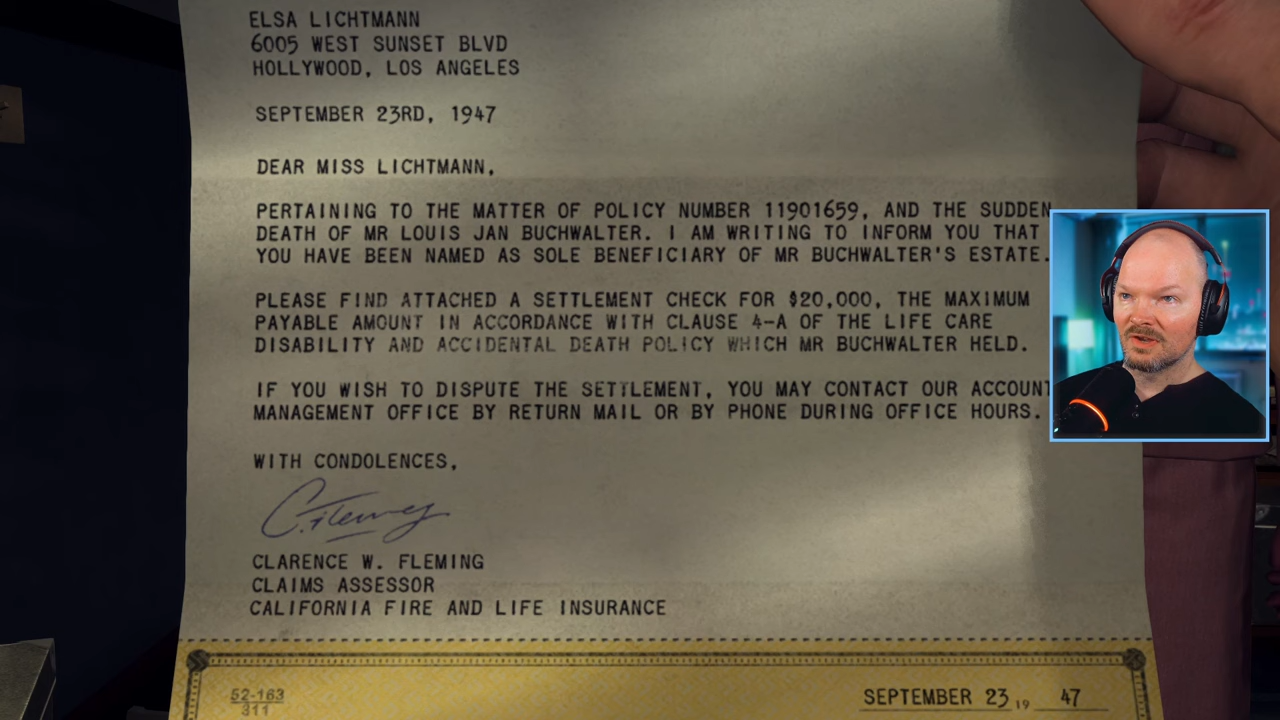 ELSA LICHTMANN
6005 WEST SUNSET BLVD
HOLLYWOOD, LOS ANGELES
SEPTEMBER 23RD, 1947
DEAR MISS LICHTMANN,
PERTAINING TO THE MATTER OF POLICY NUMBER 11901659, AND THE SUDDEN
DEATH OF MR LOUIS JAN BUCHWALTER. I AM WRITING TO INFORM YOU THAT
YOU HAVE BEEN NAMED AS SOLE BENEFICIARY OF MR BUCHWALTER'S ESTATE.
PLEASE FIND ATTACHED A SETTLEMENT CHECK FOR $20,000, THE MAXIMUM
PAYABLE AMOUNT IN ACCORDANCE WITH CLAUSE 4-A OF THE LIFE CARE
DISABILITY AND ACCIDENTAL DEATH POLICY WHICH MR BUCHWALTER HELD.
IF YOU WISH TO DISPUTE THE SETTLEMENT, YOU MAY CONTACT OUR ACCOUNT
MANAGEMENT OFFICE BY RETURN MAIL OR BY PHONE DURING OFFICE HOURS.
WITH CONDOLENCES,
C. Fleming
CLARENCE W. FLEMING
CLAIMS ASSESSOR
CALIFORNIA FIRE AND LIFE INSURANCE
52-163
311
SEPTEMBER 23 19 47